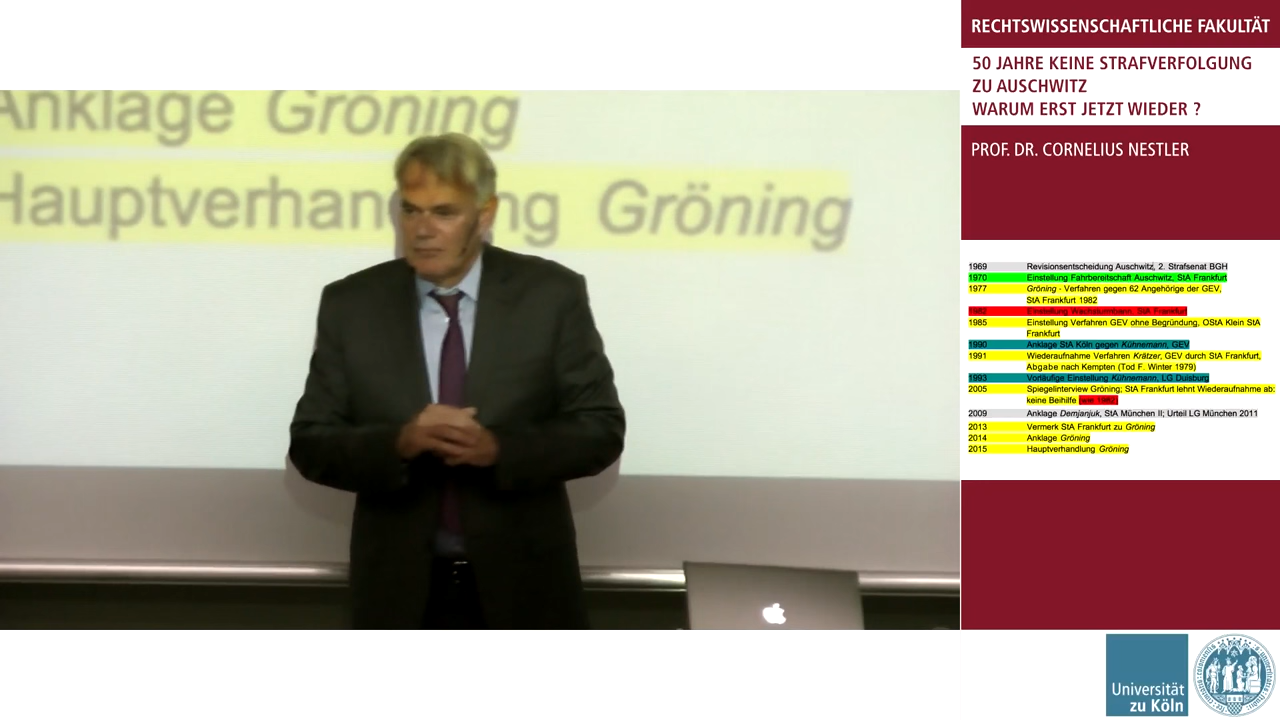 Anklage Gröning
Hauptverhan ng Gröning
RECHTSWISSENSCHAFTLICHE FAKULTÄT
50 JAHRE KEINE STRAFVERFOLGUNG
ZU AUSCHWITZ
WARUM ERST JETZT WIEDER ?
PROF. DR. CORNELIUS NESTLER
1969 Revisionsentscheidung Auschwitz, 2. Strafsenat BGH
1970 Einstellung Fahrbereitschaft Auschwitz, StA Frankfurt
1977 Gröning - Verfahren gegen 62 Angehörige der GEV,
StA Frankfurt 1982
1982 Einstellung Wachsturmbann, StA Frankfurt
1985 Einstellung Verfahren GEV ohne Begründung, OStA Klein StA
Frankfurt
1990 Anklage StA Köln gegen Kühnemann, GEV
1991 Wiederaufnahme Verfahren Krätzer, GEV durch StA Frankfurt,
Abgabe nach Kempten (Tod F. Winter 1979)
1993 Vorläufige Einstellung Kühnemann, LG Duisburg
2005 Spiegelinterview Gröning; StA Frankfurt lehnt Wiederaufnahme ab:
keine Beihilfe (wie 1982)
2009 Anklage Demjanjuk, StA München II; Urteil LG München 2011
2013 Vermerk StA Frankfurt zu Gröning
2014 Anklage Gröning
2015 Hauptverhandlung Gröning
Universität
zu Köln